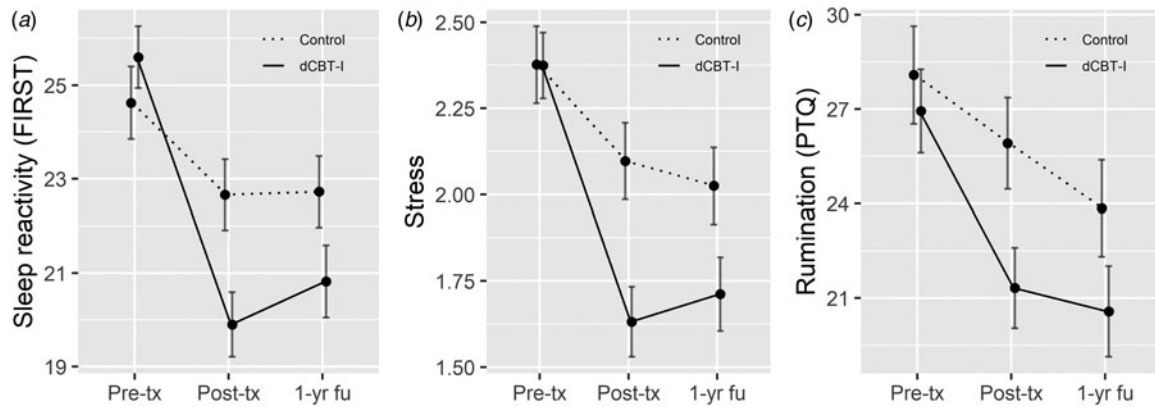 (a)
Sleep reactivity (FIRST)
25
23
21
19
Control
dCBT-I
Pre-tx Post-tx 1-yr fu
(b)
Stress
2.50
2.25
2.00
1.75
1.50
Control
dCBT-I
Pre-tx Post-tx 1-yr fu
(c)
Rumination (PTQ)
30
27
24
21
Control
dCBT-I
Pre-tx Post-tx 1-yr fu